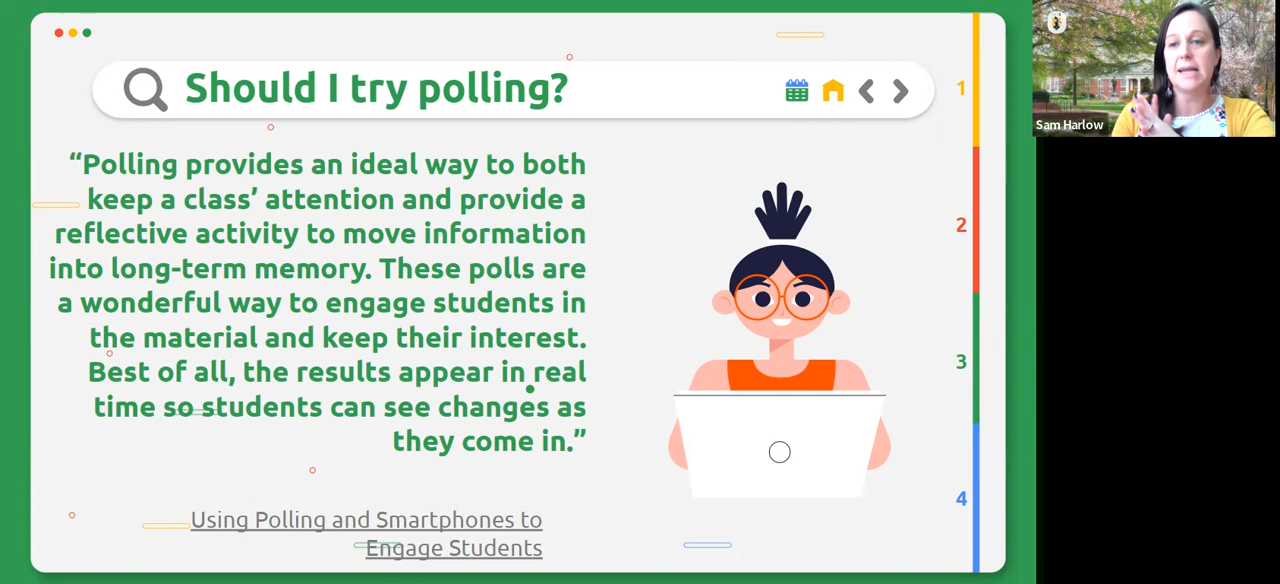 Should I try polling?
“Polling provides an ideal way to both
keep a class’ attention and provide a
reflective activity to move information
into long-term memory. These polls are
a wonderful way to engage students in
the material and keep their interest.
Best of all, the results appear in real
time so students can see changes as
they come in.”
Using Polling and Smartphones to
Engage Students
1
2
3
4
Sam Harlow